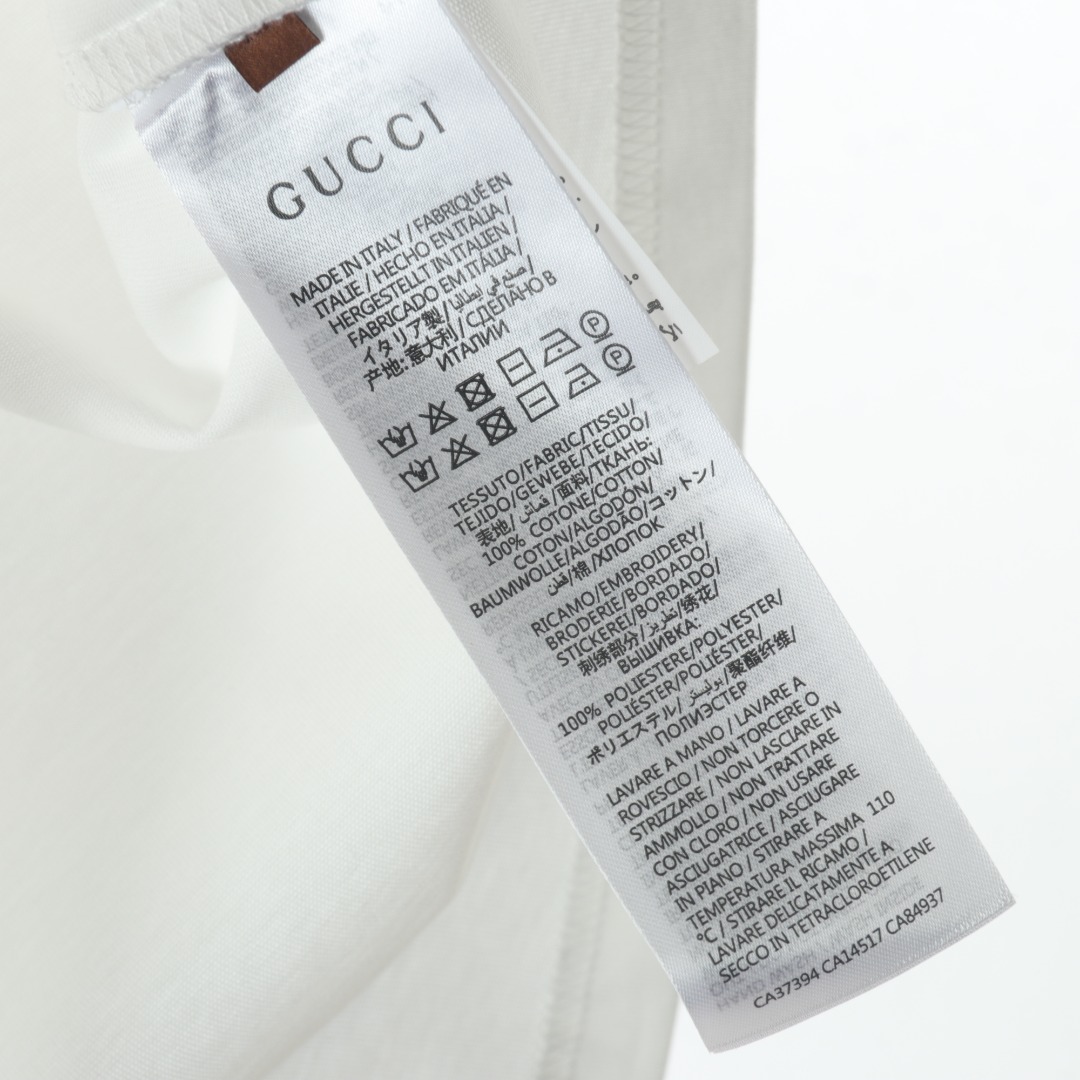 GUCCI
MADE IN ITALY / FABRIQUÉ EN
ITALIE / HECHO EN ITALIA /
HERGESTELLT IN ITALIEN /
FABRICADO EM ITÁLIA /
イタリア製 / صنع في إيطاليا /
产地:意大利 / СДЕЛАНО В
ИТАЛИИ
P
P
TESSUTO/FABRIC/TISSU/
TEJIDO/GEWEBE/TECIDO/
表地/ قماش /面料/ТКАНЬ:
100% COTONE/COTTON/
COTON/ALGODÓN/
BAUMWOLLE/ALGODÃO/コットン/
قطن /棉/ХЛОПОК
RICAMO/EMBROIDERY/
BRODERIE/BORDADO/
STICKEREI/BORDADO/
刺绣部分/ تطريز /绣花/
ВЫШИВКА:
100% POLIESTERE/POLYESTER/
POLIÉSTER/POLIÉSTER/
ポリエステル/ بوليستر /聚酯纤维/
ПОЛИЭСТЕР
LAVARE A MANO / LAVARE A
ROVESCIO / NON TORCERE O
STRIZZARE / NON LASCIARE IN
AMMOLLO / NON TRATTARE
CON CLORO / NON USARE
ASCIUGATRICE / ASCIUGARE
IN PIANO / STIRARE A
TEMPERATURA MASSIMA 110
°C / STIRARE IL RICAMO /
LAVARE DELICATAMENTE A
SECCO IN TETRACLOROETILENE
CA37394 CA14517 CA84937